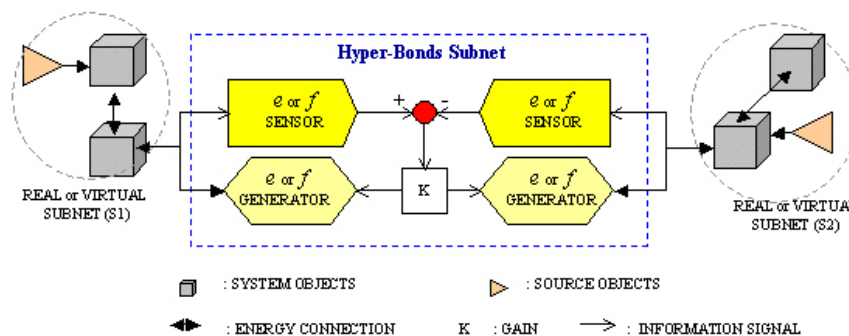 Hyper-Bonds Subnet
e or f
SENSOR
+
-
e or f
SENSOR
e or f
GENERATOR
K
e or f
GENERATOR
REAL or VIRTUAL
SUBNET (S1)
REAL or VIRTUAL
SUBNET (S2)
: SYSTEM OBJECTS
: SOURCE OBJECTS
: ENERGY CONNECTION
K : GAIN
: INFORMATION SIGNAL